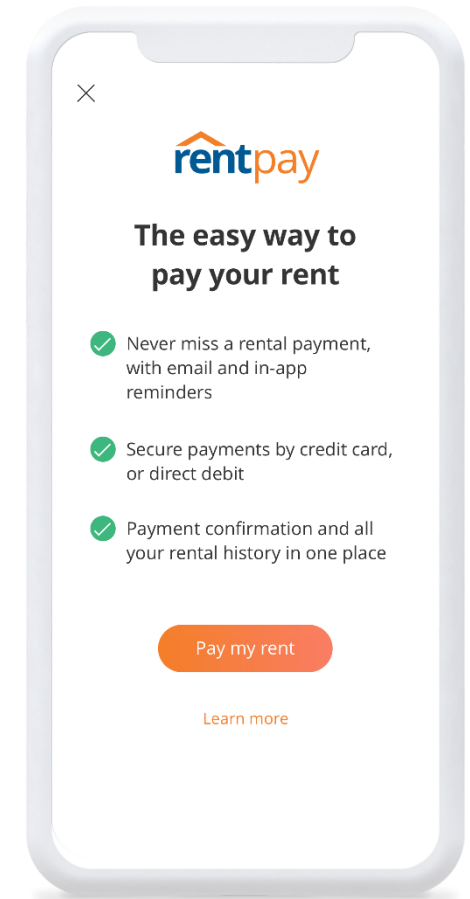 rentpay
The easy way to
pay your rent
Never miss a rental payment,
with email and in-app
reminders
Secure payments by credit card,
or direct debit
Payment confirmation and all
your rental history in one place
Pay my rent
Learn more